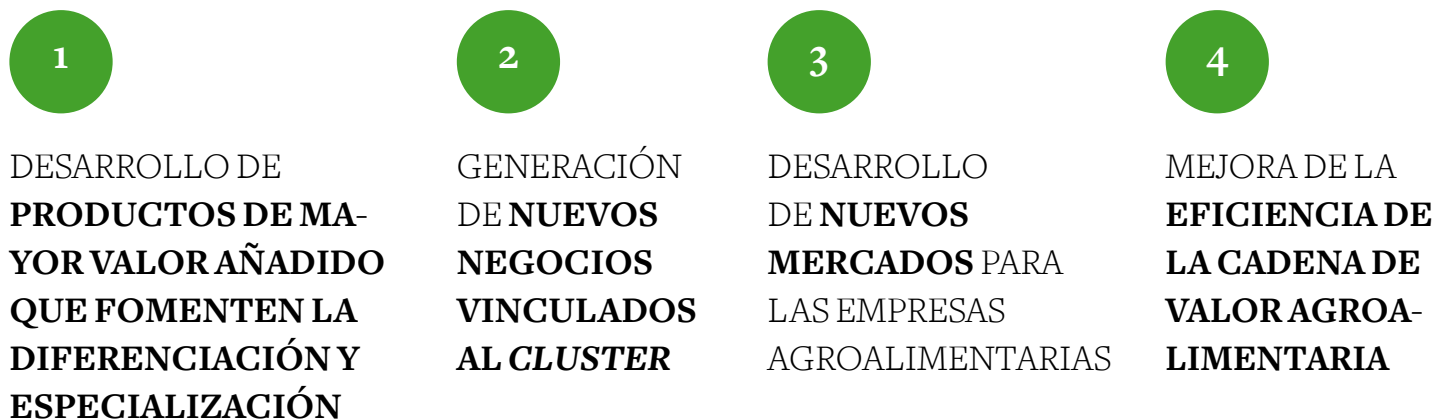 1
DESARROLLO DE
PRODUCTOS DE MA-
YOR VALOR AÑADIDO
QUE FOMENTEN LA
DIFERENCIACIÓN Y
ESPECIALIZACIÓN
2
GENERACIÓN
DE NUEVOS
NEGOCIOS
VINCULADOS
AL CLUSTER
3
DESARROLLO
DE NUEVOS
MERCADOS PARA
LAS EMPRESAS
AGROALIMENTARIAS
4
MEJORA DE LA
EFICIENCIA DE
LA CADENA DE
VALOR AGROA-
LIMENTARIA